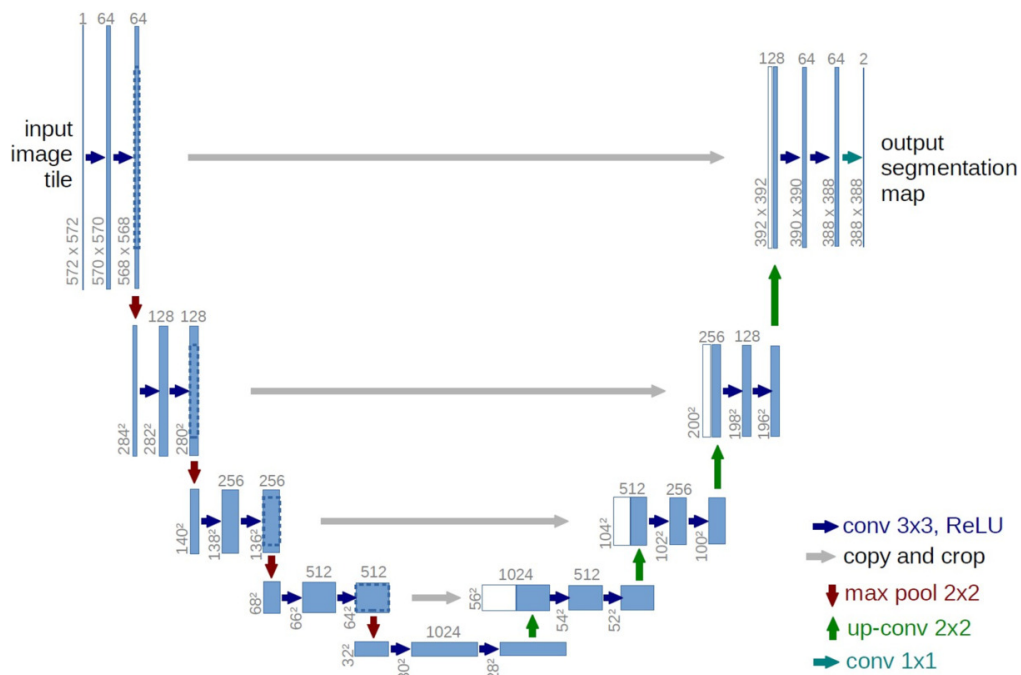 1 64 64
input
image
tile
572 x 572
570 x 570
568 x 568
128 64 64 2
392 x 392
390 x 390
388 x 388
388 x 388
output
segmentation
map
128 128
284²
282²
280²
256 128
200²
198²
196²
256 256
140²
138²
136²
512 256
104²
102²
100²
512 512
68²
66²
64²
1024 512
56²
54²
52²
1024
32²
30²
28²
conv 3x3, ReLU
copy and crop
max pool 2x2
up-conv 2x2
conv 1x1